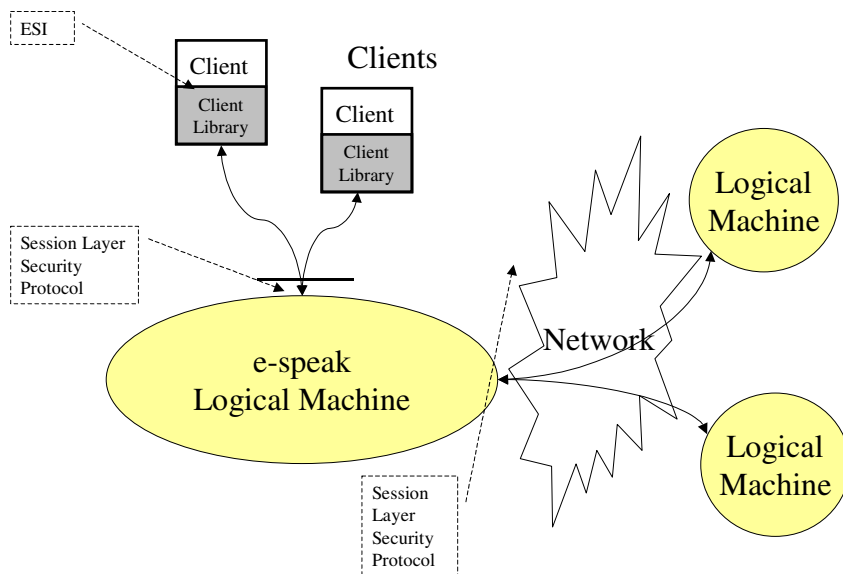 ESI
Client
Client
Library
Clients
Client
Client
Library
Session Layer
Security
Protocol
e-speak
Logical Machine
Network
Logical
Machine
Logical
Machine
Session
Layer
Security
Protocol